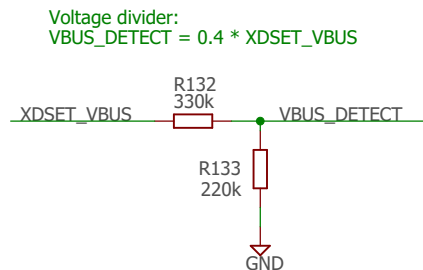 Voltage divider:
VBUS_DETECT = 0.4 * XDSET_VBUS
R132
330k
XDSET_VBUS
VBUS_DETECT
R133
220k
GND